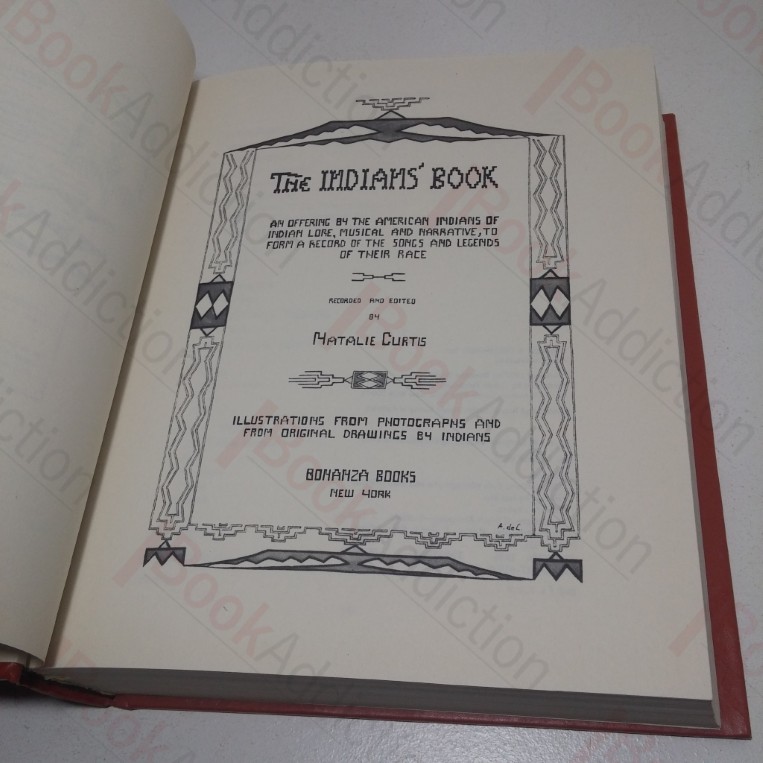 THE INDIANS' BOOK
AN OFFERING BY THE AMERICAN INDIANS OF
INDIAN LORE, MUSICAL AND NARRATIVE, TO
FORM A RECORD OF THE SONGS AND LEGENDS
OF THEIR RACE
RECORDED AND EDITED
BY
NATALIE CURTIS
ILLUSTRATIONS FROM PHOTOGRAPHS AND
FROM ORIGINAL DRAWINGS BY INDIANS
BONANZA BOOKS
NEW YORK
A. deC
BookAddiction